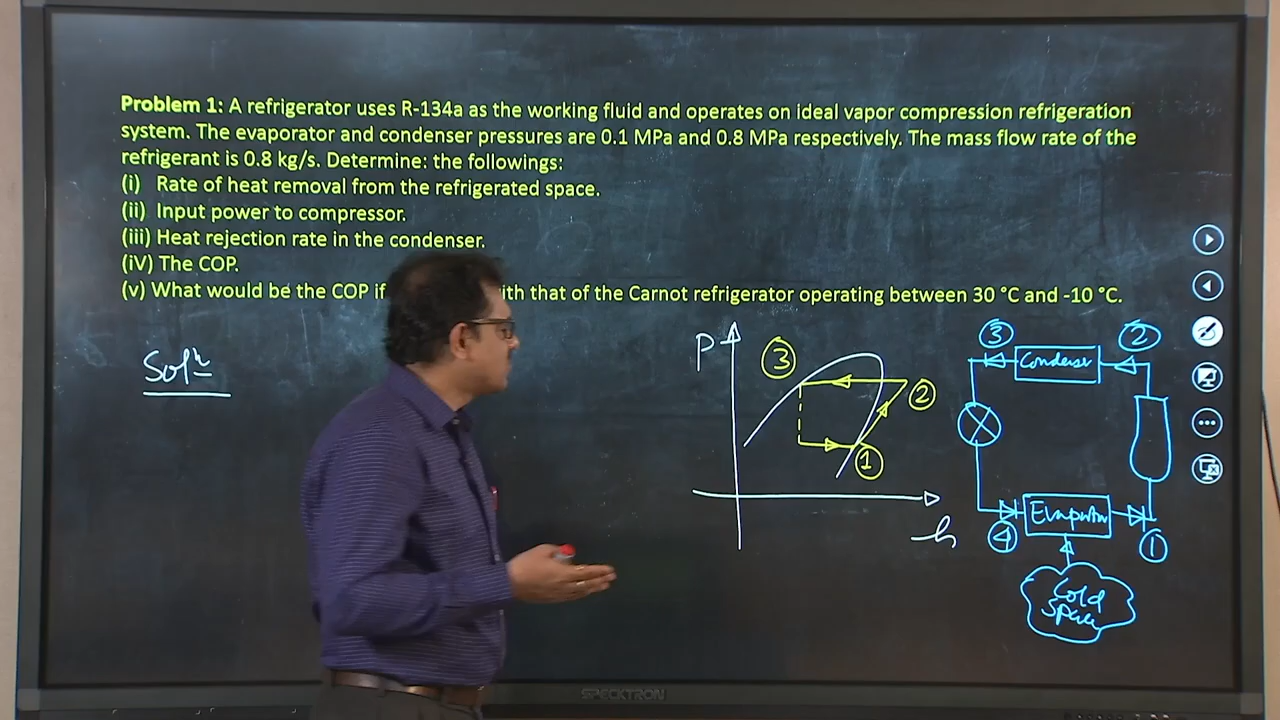 Problem 1: A refrigerator uses R-134a as the working fluid and operates on ideal vapor compression refrigeration
system. The evaporator and condenser pressures are 0.1 MPa and 0.8 MPa respectively. The mass flow rate of the
refrigerant is 0.8 kg/s. Determine: the followings:
(i) Rate of heat removal from the refrigerated space.
(ii) Input power to compressor.
(iii) Heat rejection rate in the condenser.
(iV) The COP.
(v) What would be the COP if with that of the Carnot refrigerator operating between 30 °C and -10 °C.
Solⁿ
P
3
2
1
h
3
Condenser
2
Evaporator
4
1
Cold
space
SPECKTRON